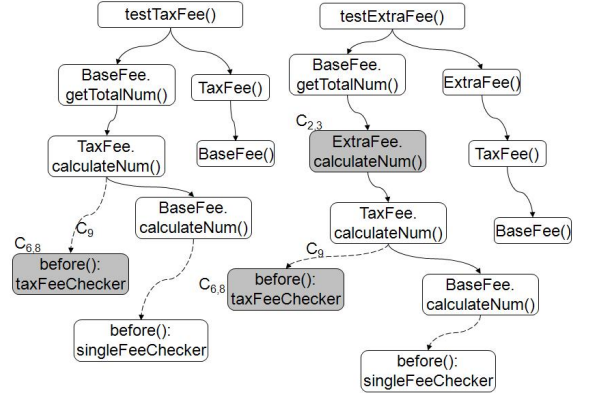 testTaxFee()
BaseFee.
getTotalNum()
TaxFee()
TaxFee.
calculateNum()
BaseFee()
BaseFee.
calculateNum()
C9
C6,8
before():
taxFeeChecker
before():
singleFeeChecker
testExtraFee()
BaseFee.
getTotalNum()
ExtraFee()
C2,3
ExtraFee.
calculateNum()
TaxFee()
TaxFee.
calculateNum()
BaseFee()
C9
C6,8
before():
taxFeeChecker
BaseFee.
calculateNum()
before():
singleFeeChecker